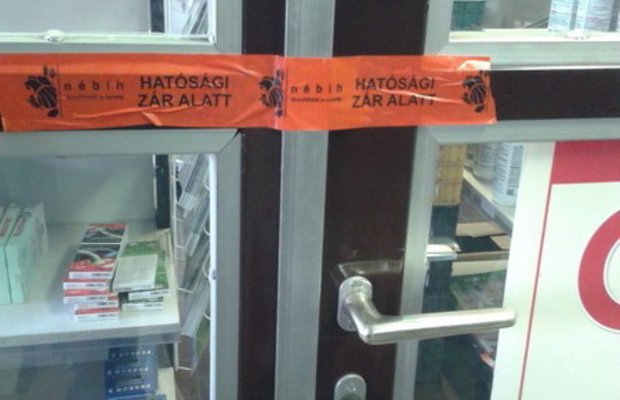 nébih HATÓSÁGI nébih HATÓSÁGI
ZÁR ALATT ZÁR ALATT